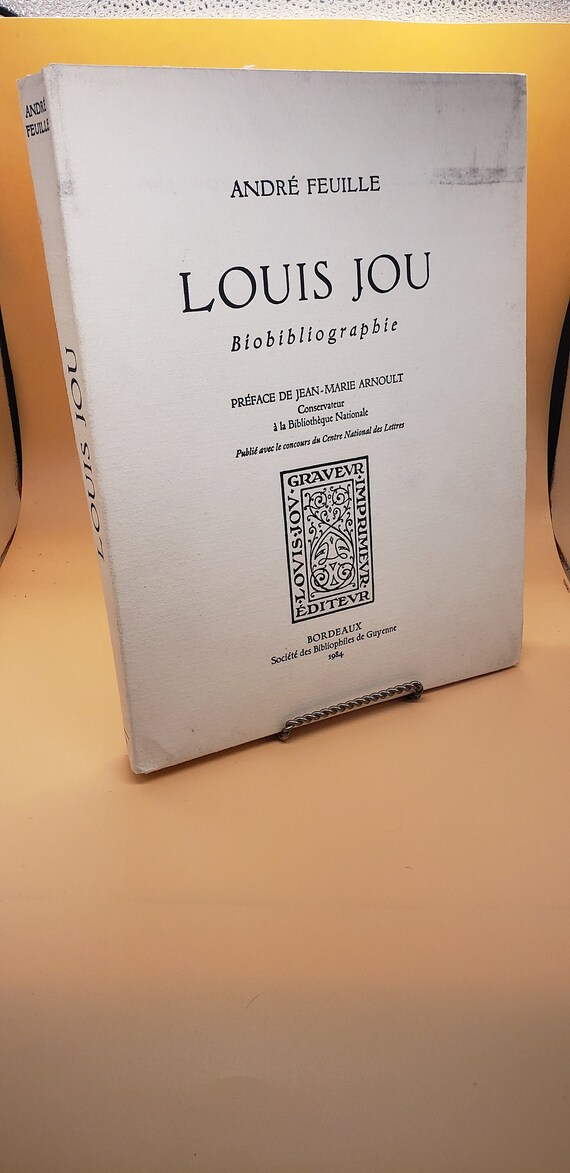 ANDRÉ
FEUILLE
LOUIS JOU
ANDRÉ FEUILLE
LOUIS JOU
Biobibliographie
PRÉFACE DE JEAN-MARIE ARNOULT
Conservateur
à la Bibliothèque Nationale
Publié avec le concours du Centre National des Lettres
·LOVIS·JOV·
GRAVEVR
·IMPRIMEVR·
ÉDITEVR
BORDEAUX
Société des Bibliophiles de Guyenne
1984